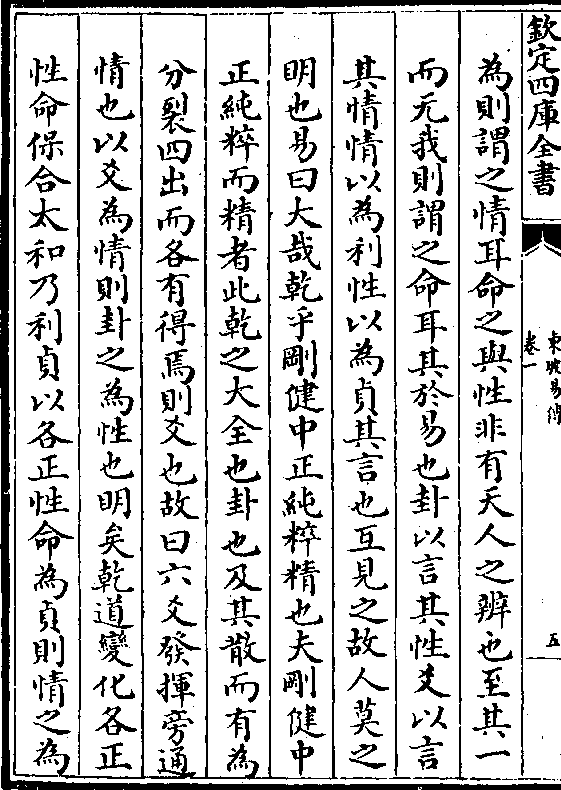 欽定四庫全書
東坡易傳
卷一
五
為則謂之情耳命之與性非有天人之辨也至其一
而无我則謂之命耳其於易也卦以言其性爻以言
其情情以為利性以為貞其言也互見之故人莫之
明也易曰大哉乾乎剛健中正純粹精也夫剛健中
正純粹而精者此乾之大全也卦也及其散而有為
分裂四出而各有得焉則爻也故曰六爻發揮旁通
情也以爻為情則卦之為性也明矣乾道變化各正
性命保合太和乃利貞以各正性命為貞則情之為